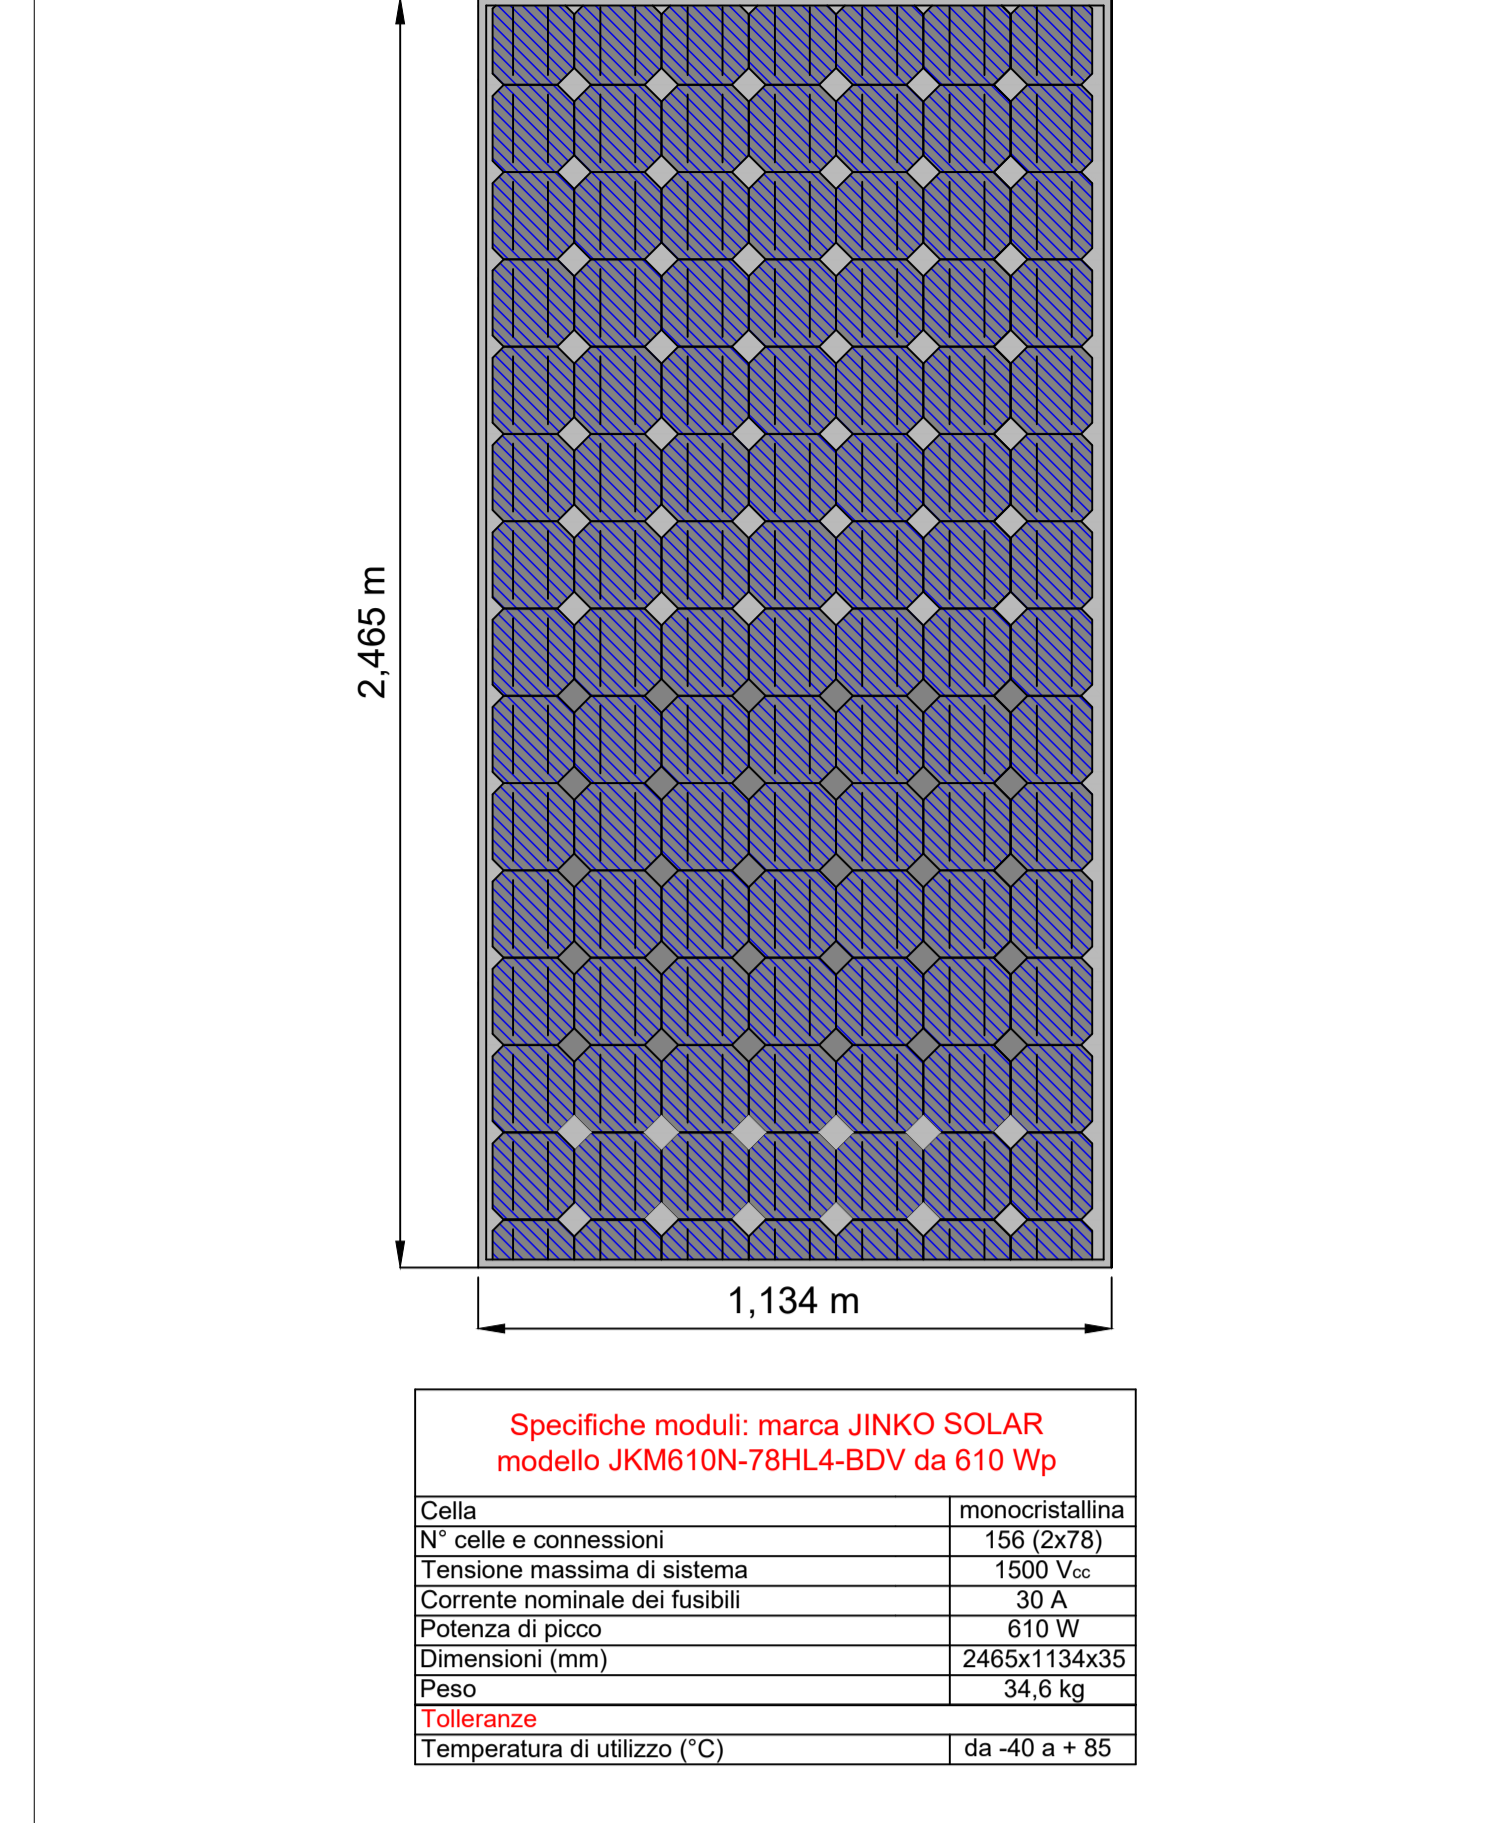 2,465 m
1,134 m
Specifiche moduli: marca JINKO SOLAR
modello JKM610N-78HL4-BDV da 610 Wp
Cella monocristallina
N° celle e connessioni 156 (2x78)
Tensione massima di sistema 1500 Vcc
Corrente nominale dei fusibili 30 A
Potenza di picco 610 W
Dimensioni (mm) 2465x1134x35
Peso 34,6 kg
Tolleranze
Temperatura di utilizzo (°C) da -40 a + 85